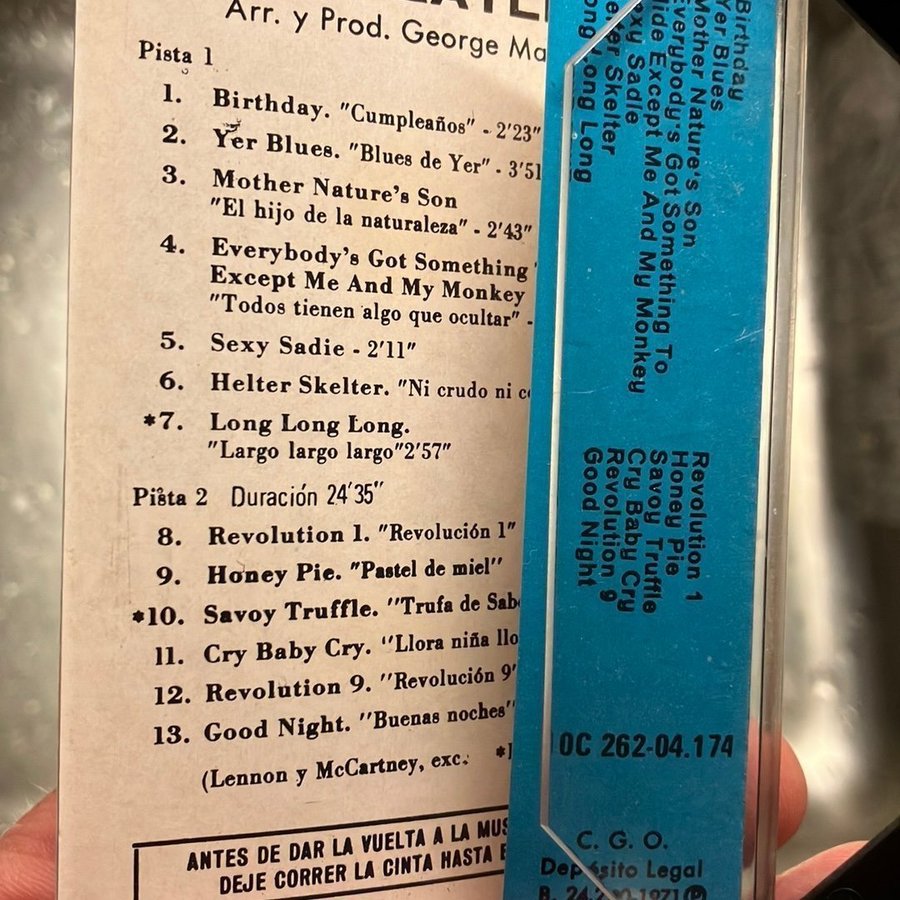 Arr. y Prod. George Ma
Pista 1
1. Birthday. "Cumpleaños" - 2'23"
2. Yer Blues. "Blues de Yer" - 3'51
3. Mother Nature's Son
"El hijo de la naturaleza" - 2'43"
4. Everybody's Got Something
Except Me And My Monkey
"Todos tienen algo que ocultar" -
5. Sexy Sadie - 2'11"
6. Helter Skelter. "Ni crudo ni c
*7. Long Long Long.
"Largo largo largo"2'57"
Pista 2 Duración 24'35"
8. Revolution 1. "Revolución 1"
9. Honey Pie. "Pastel de miel"
*10. Savoy Truffle. "Trufa de Sab
11. Cry Baby Cry. "Llora niña llo
12. Revolution 9. "Revolución 9"
13. Good Night. "Buenas noches"
(Lennon y McCartney, exc. *
ANTES DE DAR LA VUELTA A LA MUS
DEJE CORRER LA CINTA HASTA E
Birthday
Yer Blues
Mother Nature's Son
Everybody's Got Something To
Hide Except Me And My Monkey
exy Sadie
elter Skelter
ong Long Long
Revolution 1
Honey Pie
Savoy Truffle
Cry Baby Cry
Revolution 9
Good Night
OC 262-04.174
C. G. O.
Depósito Legal